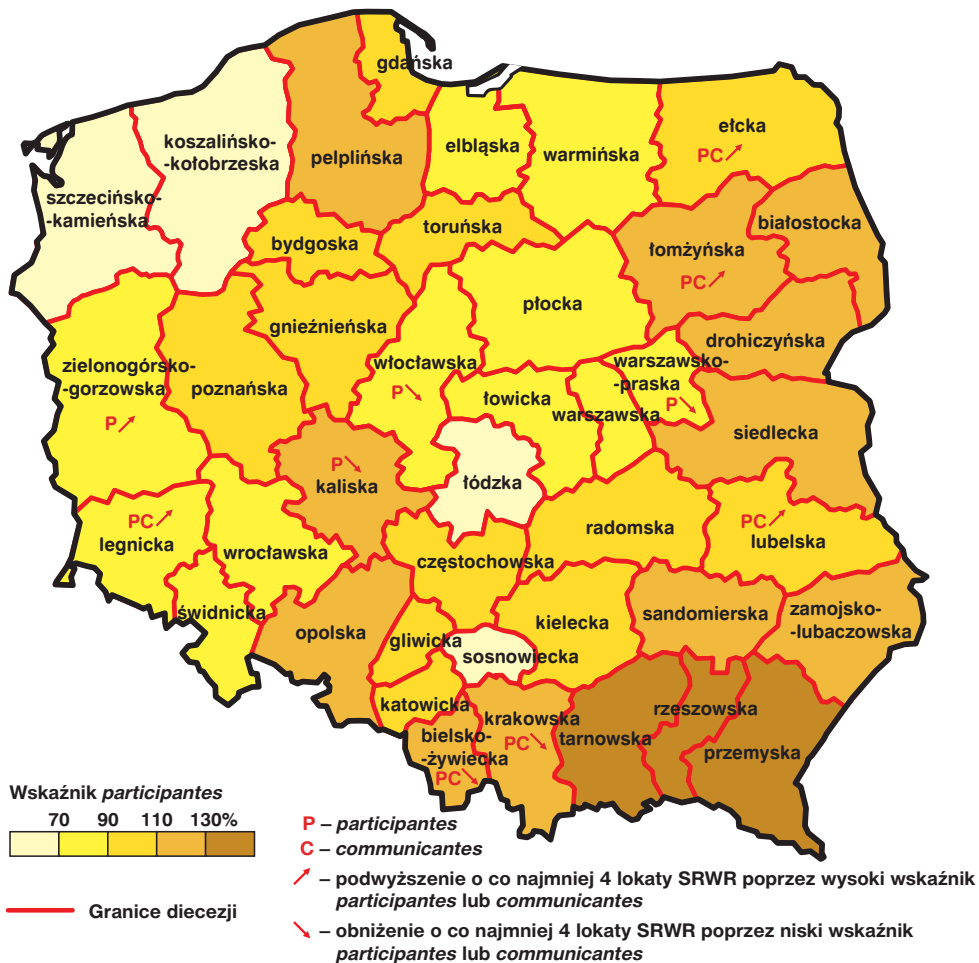 gdańska
koszalińsko-
-kołobrzeska
pelplińska
elbląska
warmińska
ełcka
PC
szczecińsko-
-kamieńska
bydgoska
toruńska
łomżyńska
PC
białostocka
gnieźnieńska
płocka
drohiczyńska
zielonogórsko-
-gorzowska
P
poznańska
włocławska
P
łowicka
warszawska
warszawsko-
-praska
P
siedlecka
P
kaliska
łódzka
PC
legnicka
wrocławska
częstochowska
radomska
PC
lubelska
świdnicka
opolska
gliwicka
sosnowiecka
kielecka
sandomierska
zamojsko-
-lubaczowska
katowicka
bielsko-
-żywiecka
PC
krakowska
PC
tarnowska
rzeszowska
przemyska
Wskaźnik participantes
70 90 110 130%
Granice diecezji
P – participantes
C – communicantes
– podwyższenie o co najmniej 4 lokaty SRWR poprzez wysoki wskaźnik
participantes lub communicantes
– obniżenie o co najmniej 4 lokaty SRWR poprzez niski wskaźnik
participantes lub communicantes